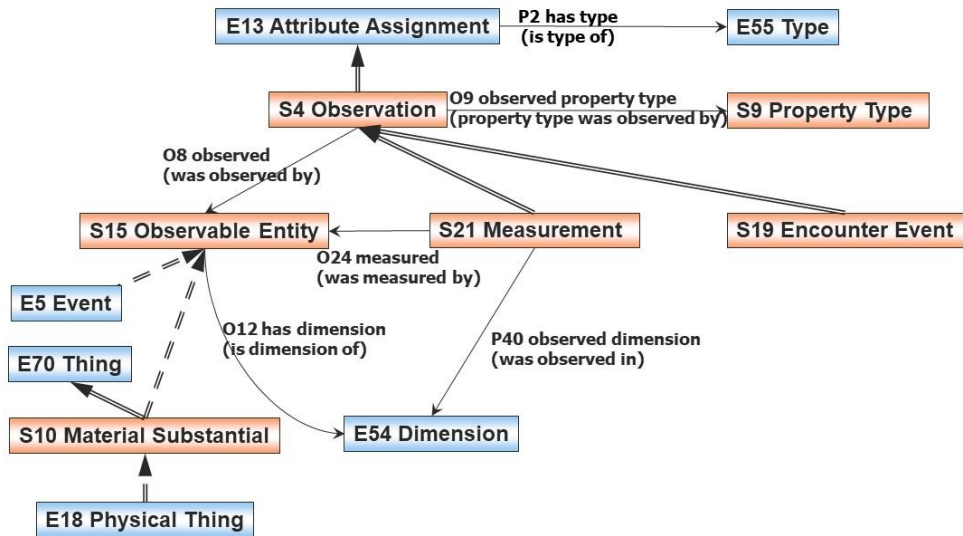 E13 Attribute Assignment
P2 has type
(is type of)
E55 Type
S4 Observation
O9 observed property type
(property type was observed by)
S9 Property Type
O8 observed
(was observed by)
S15 Observable Entity
S21 Measurement
S19 Encounter Event
O24 measured
(was measured by)
E5 Event
O12 has dimension
(is dimension of)
P40 observed dimension
(was observed in)
E70 Thing
S10 Material Substantial
E54 Dimension
E18 Physical Thing